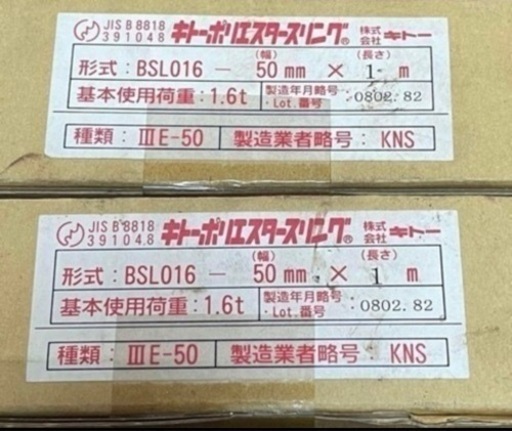 JIS B 8818 キトーポリエスタースリング® 株式会社 キトー
391048
(幅) (長さ)
形式:BSL016 - 50mm × 1 m
基本使用荷重:1.6t 製造年月略号・Lot.番号 :0802.82
種類:ⅢE-50 製造業者略号:KNS
JIS B 8818 キトーポリエスタースリング® 株式会社 キトー
391048
(幅) (長さ)
形式:BSL016 - 50mm × 1 m
基本使用荷重:1.6t 製造年月略号・Lot.番号 :0802.82
種類:ⅢE-50 製造業者略号:KNS